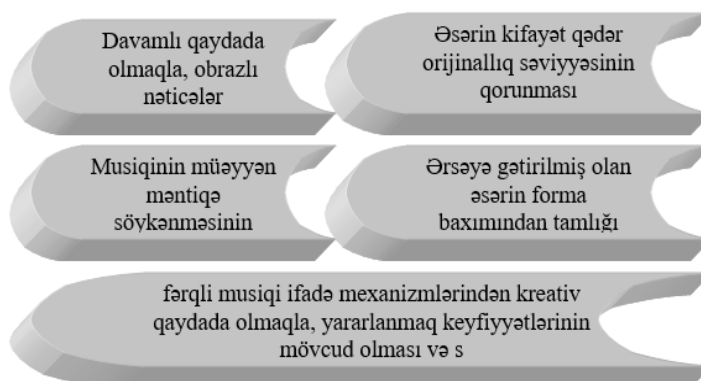 Davamlı qaydada
olmaqla, obrazlı
nəticələr
Əsərin kifayət qədər
orijinallıq səviyyəsinin
qorunması
Musiqinin müəyyən
məntiqə
söykənməsinin
Ərsəyə gətirilmiş olan
əsərin forma
baxımından tamlığı
fərqli musiqi ifadə mexanizmlərindən kreativ
qaydada olmaqla, yararlanmaq keyfiyyətlərinin
mövcud olması və s